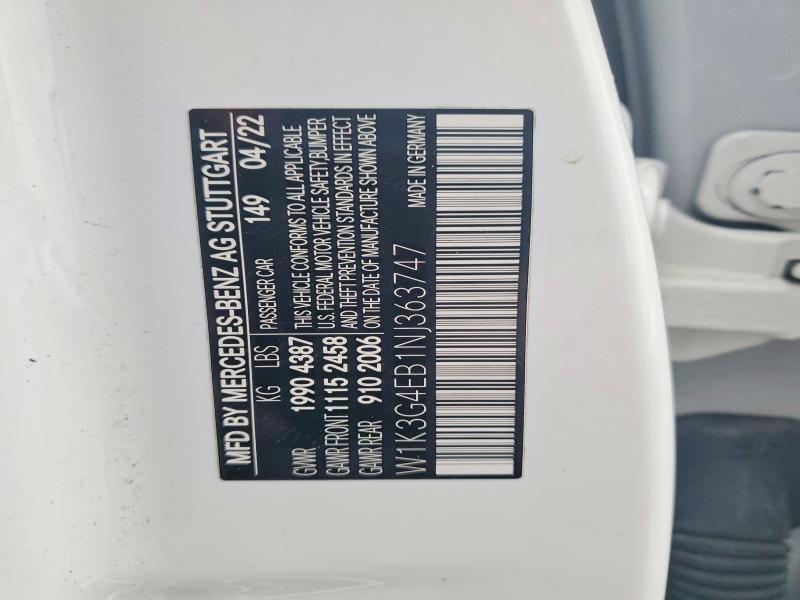 MFD BY MERCEDES-BENZ AG STUTTGART
KG LBS PASSENGER CAR 149 04/22
GVWR 1990 4387 THIS VEHICLE CONFORMS TO ALL APPLICABLE
GAWR FRONT 1115 2458 U.S. FEDERAL MOTOR VEHICLE SAFETY,BUMPER
AND THEFT PREVENTION STANDARDS IN EFFECT
GAWR REAR 910 2006 ON THE DATE OF MANUFACTURE SHOWN ABOVE
W1K3G4EB1NJ363747 MADE IN GERMANY